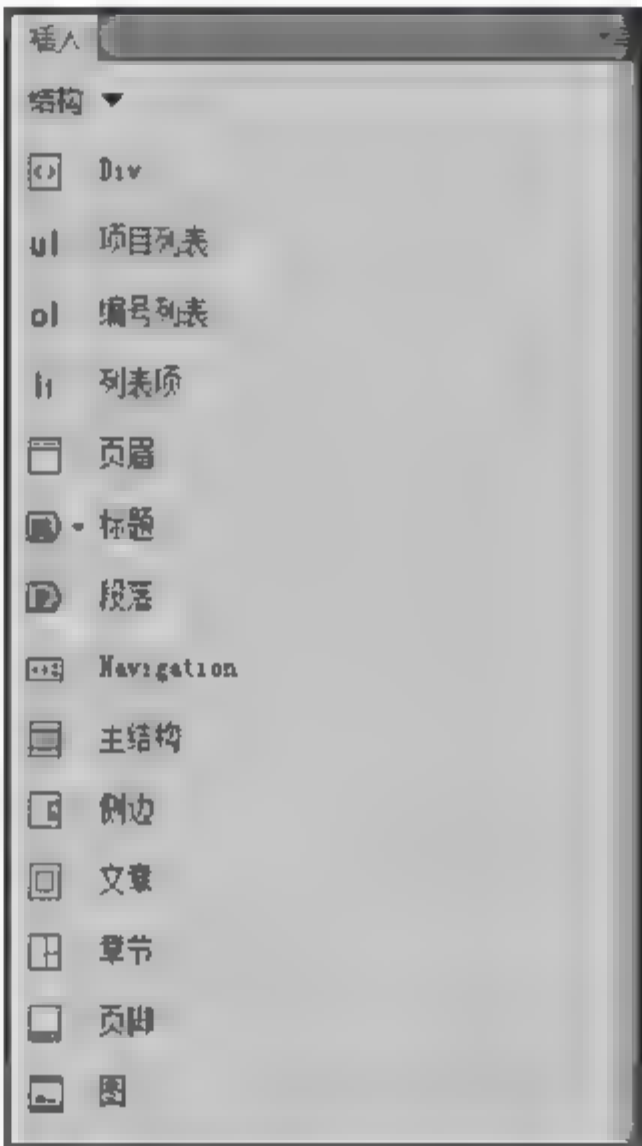 插入
结构
Div
ul 项目列表
ol 编号列表
li 列表项
页眉
标题
段落
Navigation
主结构
侧边
文章
章节
页脚
图